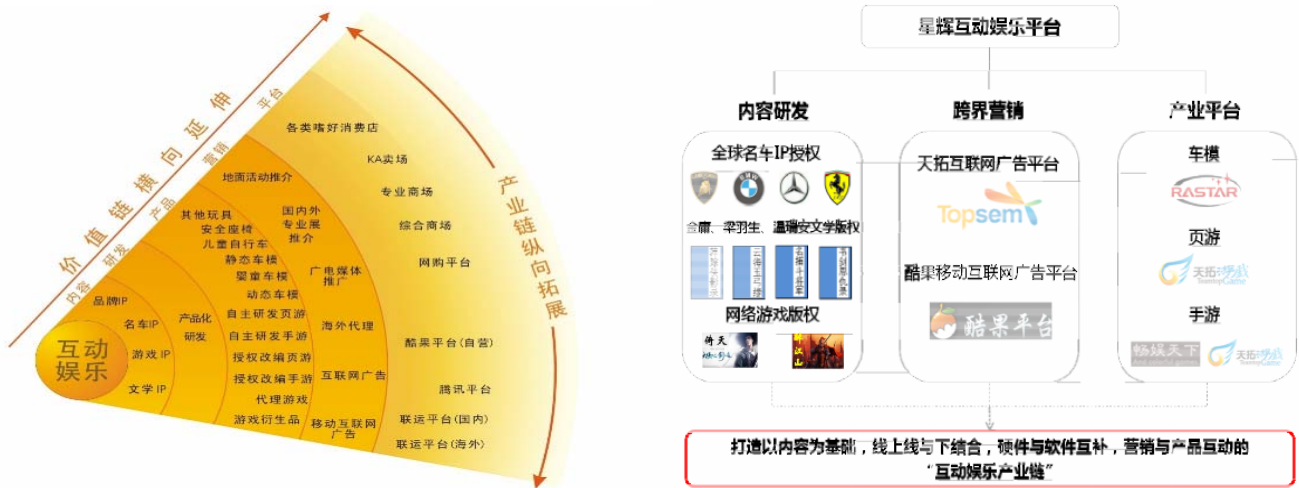 价值链横向延伸
产业链纵向拓展
内容
研发
产品
营销
平台
互动
娱乐
品牌IP
名车IP
游戏IP
文学IP
产品化
研发
其他玩具
安全座椅
儿童自行车
静态车模
婴童车模
动态车模
自主研发页游
自主研发手游
授权改编页游
授权改编手游
代理游戏
游戏衍生品
地面活动推介
国内外
专业展
推介
广电媒体
推广
海外代理
互联网广告
移动互联网
广告
各类嗜好消费店
KA卖场
专业商场
综合商场
网购平台
酷果平台(自营)
腾讯平台
联运平台(国内)
联运平台(海外)
星辉互动娱乐平台
内容研发
全球名车IP授权
金庸、梁羽生、温瑞安文学版权
网络游戏版权
倚天
跨界营销
天拓互联网广告平台
Topsem
酷果移动互联网广告平台
酷果平台
产业平台
车模
RASTAR
页游
天拓游戏
手游
畅娱天下
天拓游戏
打造以内容为基础，线上线与下结合，硬件与软件互补，营销与产品互动的
“互动娱乐产业链”